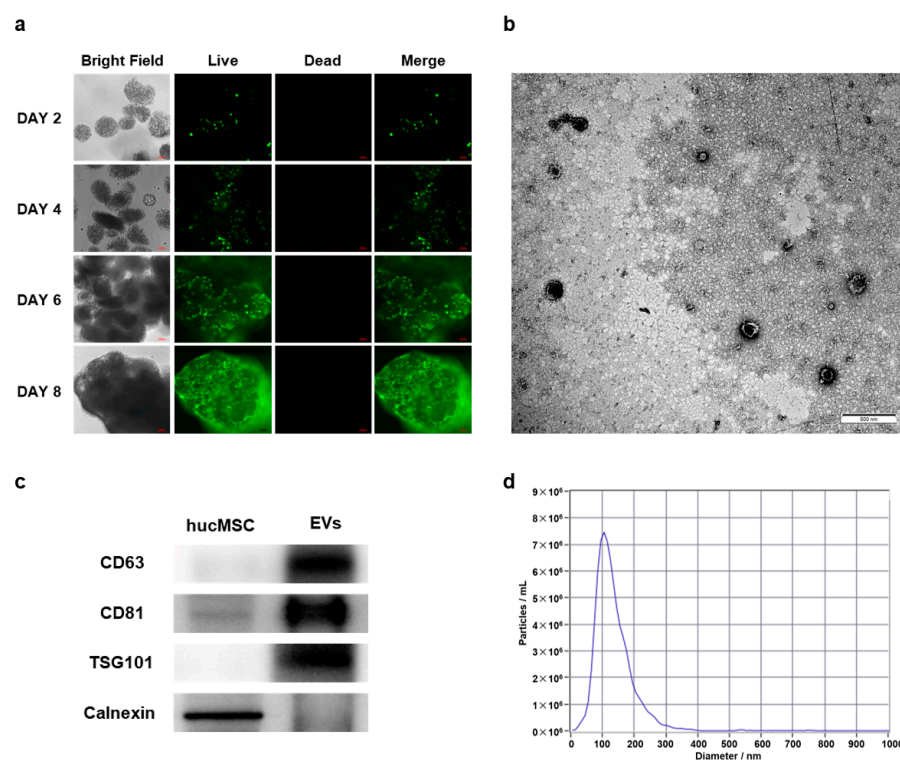 a
Bright Field
Live
Dead
Merge
DAY 2
DAY 4
DAY 6
DAY 8
b
500 nm
c
hucMSC
EVs
CD63
CD81
TSG101
Calnexin
d
Particles / mL
9×10⁶
8×10⁶
7×10⁶
6×10⁶
5×10⁶
4×10⁶
3×10⁶
2×10⁶
1×10⁶
0×10⁶
0 100 200 300 400 500 600 700 800 900 1000
Diameter / nm